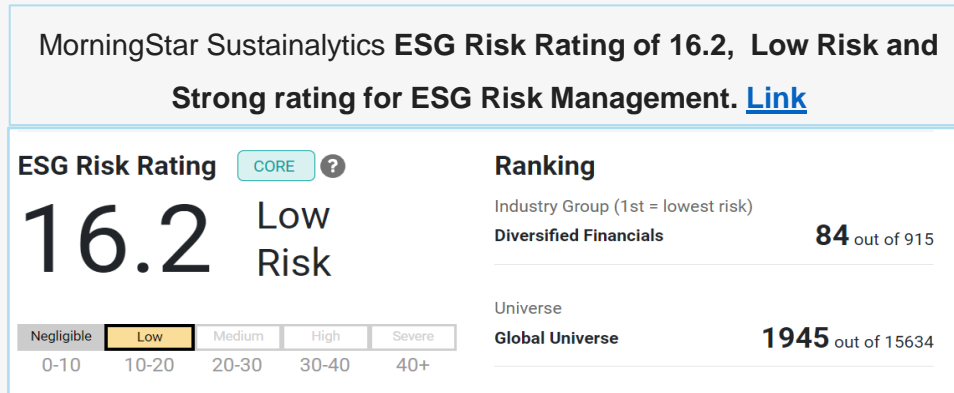 MorningStar Sustainalytics ESG Risk Rating of 16.2, Low Risk and
Strong rating for ESG Risk Management. Link
ESG Risk Rating CORE ?
16.2 Low
Risk
Negligible Low Medium High Severe
0-10 10-20 20-30 30-40 40+
Ranking
Industry Group (1st = lowest risk)
Diversified Financials 84 out of 915
Universe
Global Universe 1945 out of 15634